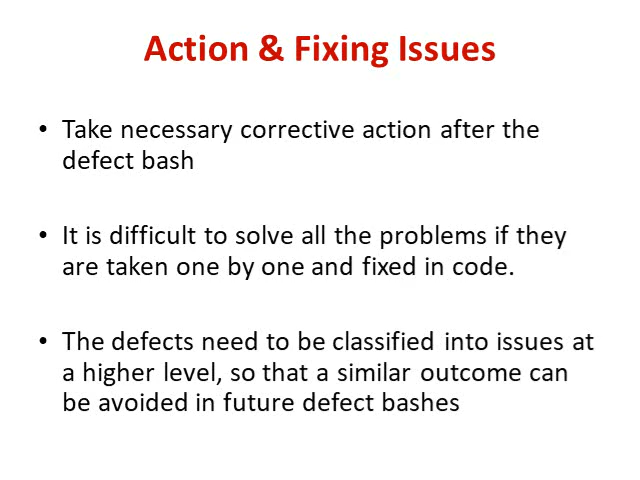 Action & Fixing Issues
• Take necessary corrective action after the
defect bash
• It is difficult to solve all the problems if they
are taken one by one and fixed in code.
• The defects need to be classified into issues at
a higher level, so that a similar outcome can
be avoided in future defect bashes